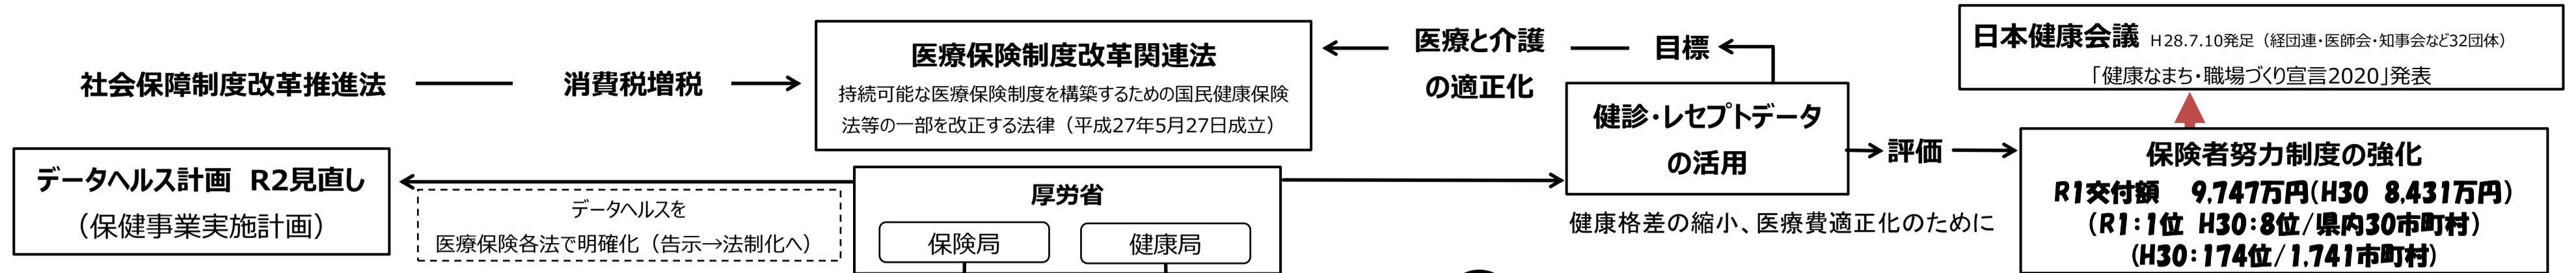 社会保障制度改革推進法
消費税増税
医療保険制度改革関連法
持続可能な医療保険制度を構築するための国民健康保険
法等の一部を改正する法律（平成27年5月27日成立）
医療と介護
の適正化
目標
日本健康会議 H28.7.10発足（経団連・医師会・知事会など32団体）
「健康なまち・職場づくり宣言2020」発表
健診・レセプトデータ
の活用
評価
保険者努力制度の強化
R1交付額 9,747万円(H30 8,431万円)
(R1:1位 H30:8位/県内30市町村)
(H30:174位/1,741市町村)
健康格差の縮小、医療費適正化のために
データヘルス計画 R2見直し
（保健事業実施計画）
データヘルスを
医療保険各法で明確化（告示→法制化へ）
厚労省
保険局
健康局